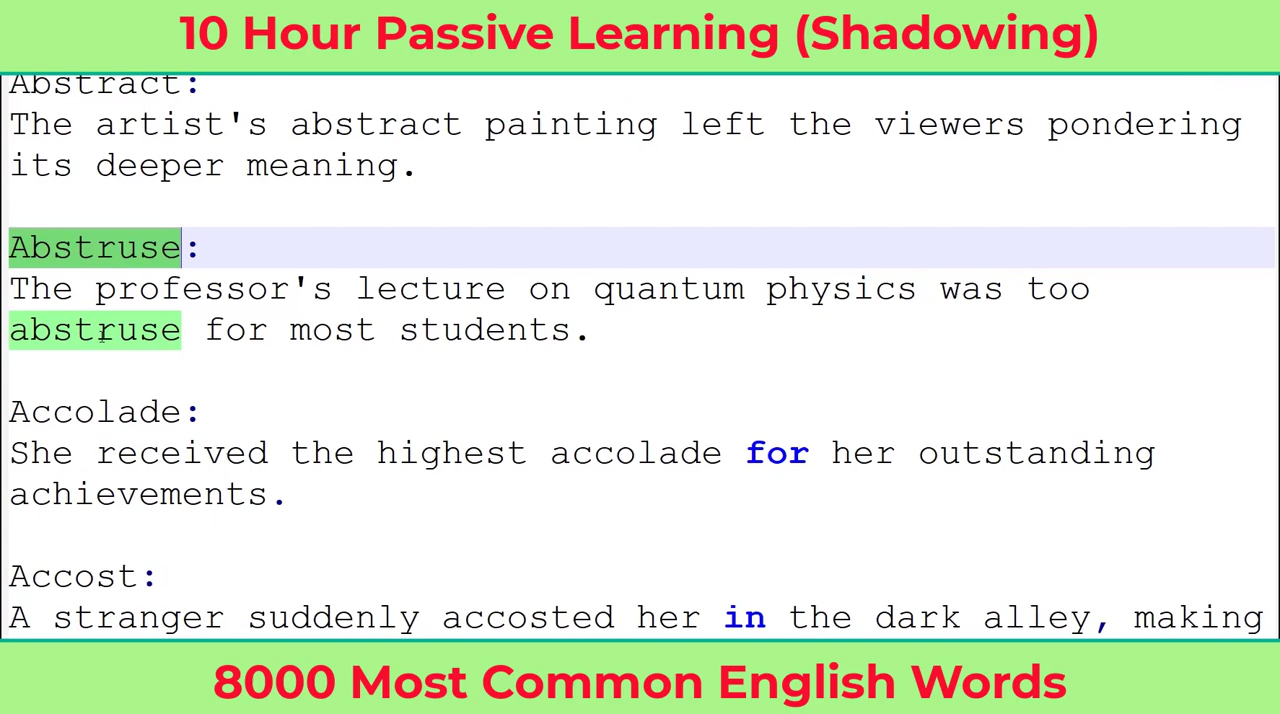 10 Hour Passive Learning (Shadowing)
Abstract:
The artist's abstract painting left the viewers pondering
its deeper meaning.
Abstruse:
The professor's lecture on quantum physics was too
abstruse for most students.
Accolade:
She received the highest accolade for her outstanding
achievements.
Accost:
A stranger suddenly accosted her in the dark alley, making
8000 Most Common English Words